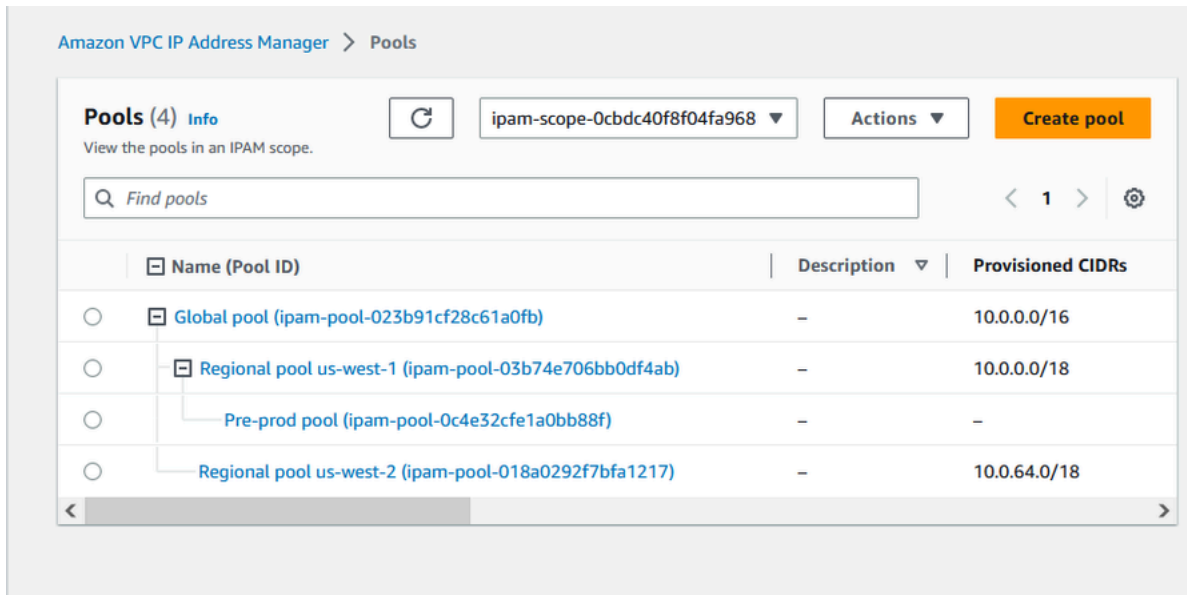 Amazon VPC IP Address Manager > Pools
Pools (4) Info
ipam-scope-0cbdc40f8f04fa968
Actions
Create pool
View the pools in an IPAM scope.
Find pools
1
Name (Pool ID) Description Provisioned CIDRs
Global pool (ipam-pool-023b91cf28c61a0fb) – 10.0.0.0/16
Regional pool us-west-1 (ipam-pool-03b74e706bb0df4ab) – 10.0.0.0/18
Pre-prod pool (ipam-pool-0c4e32cfe1a0bb88f) – –
Regional pool us-west-2 (ipam-pool-018a0292f7bfa1217) – 10.0.64.0/18